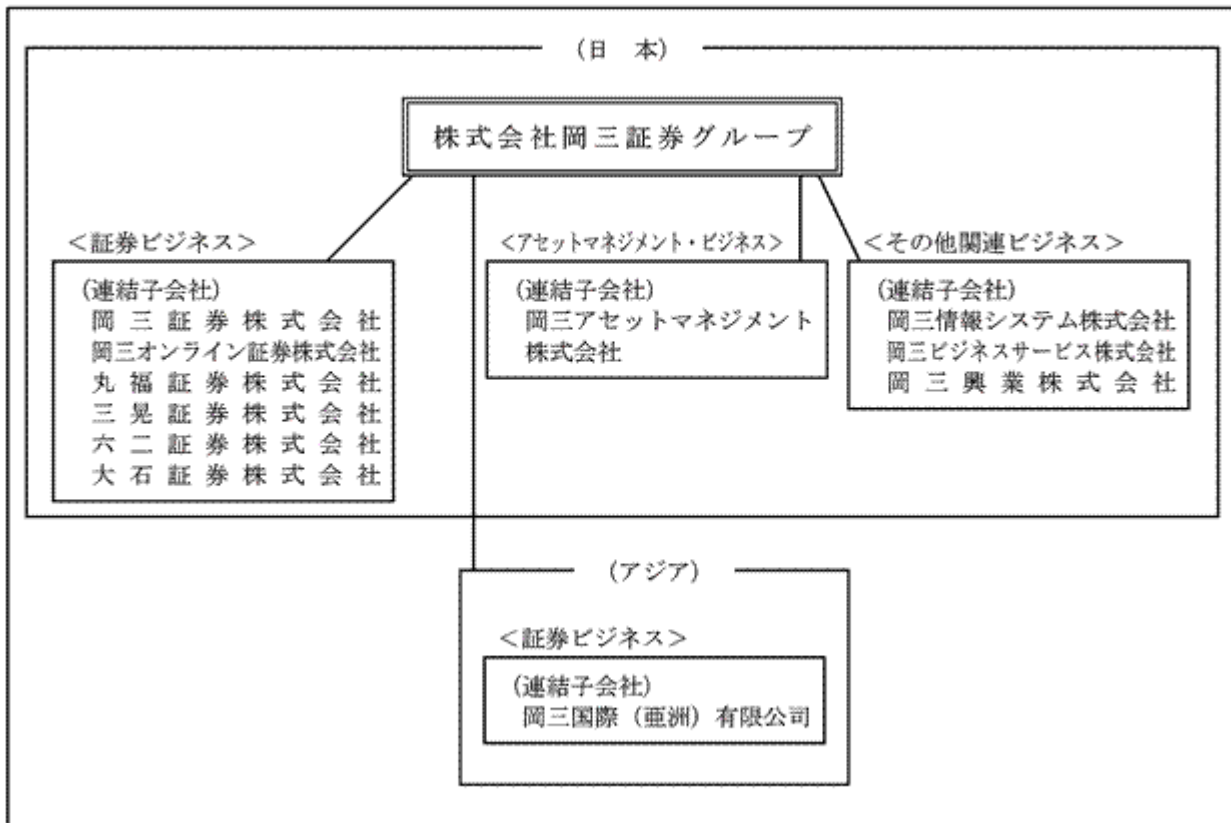 (日 本)
株式会社岡三証券グループ
＜証券ビジネス＞
(連結子会社)
岡三証券株式会社
岡三オンライン証券株式会社
丸福証券株式会社
三晃証券株式会社
六二証券株式会社
大石証券株式会社
＜アセットマネジメント・ビジネス＞
(連結子会社)
岡三アセットマネジメント
株式会社
＜その他関連ビジネス＞
(連結子会社)
岡三情報システム株式会社
岡三ビジネスサービス株式会社
岡三興業株式会社
(アジア)
＜証券ビジネス＞
(連結子会社)
岡三国際（亜洲）有限公司